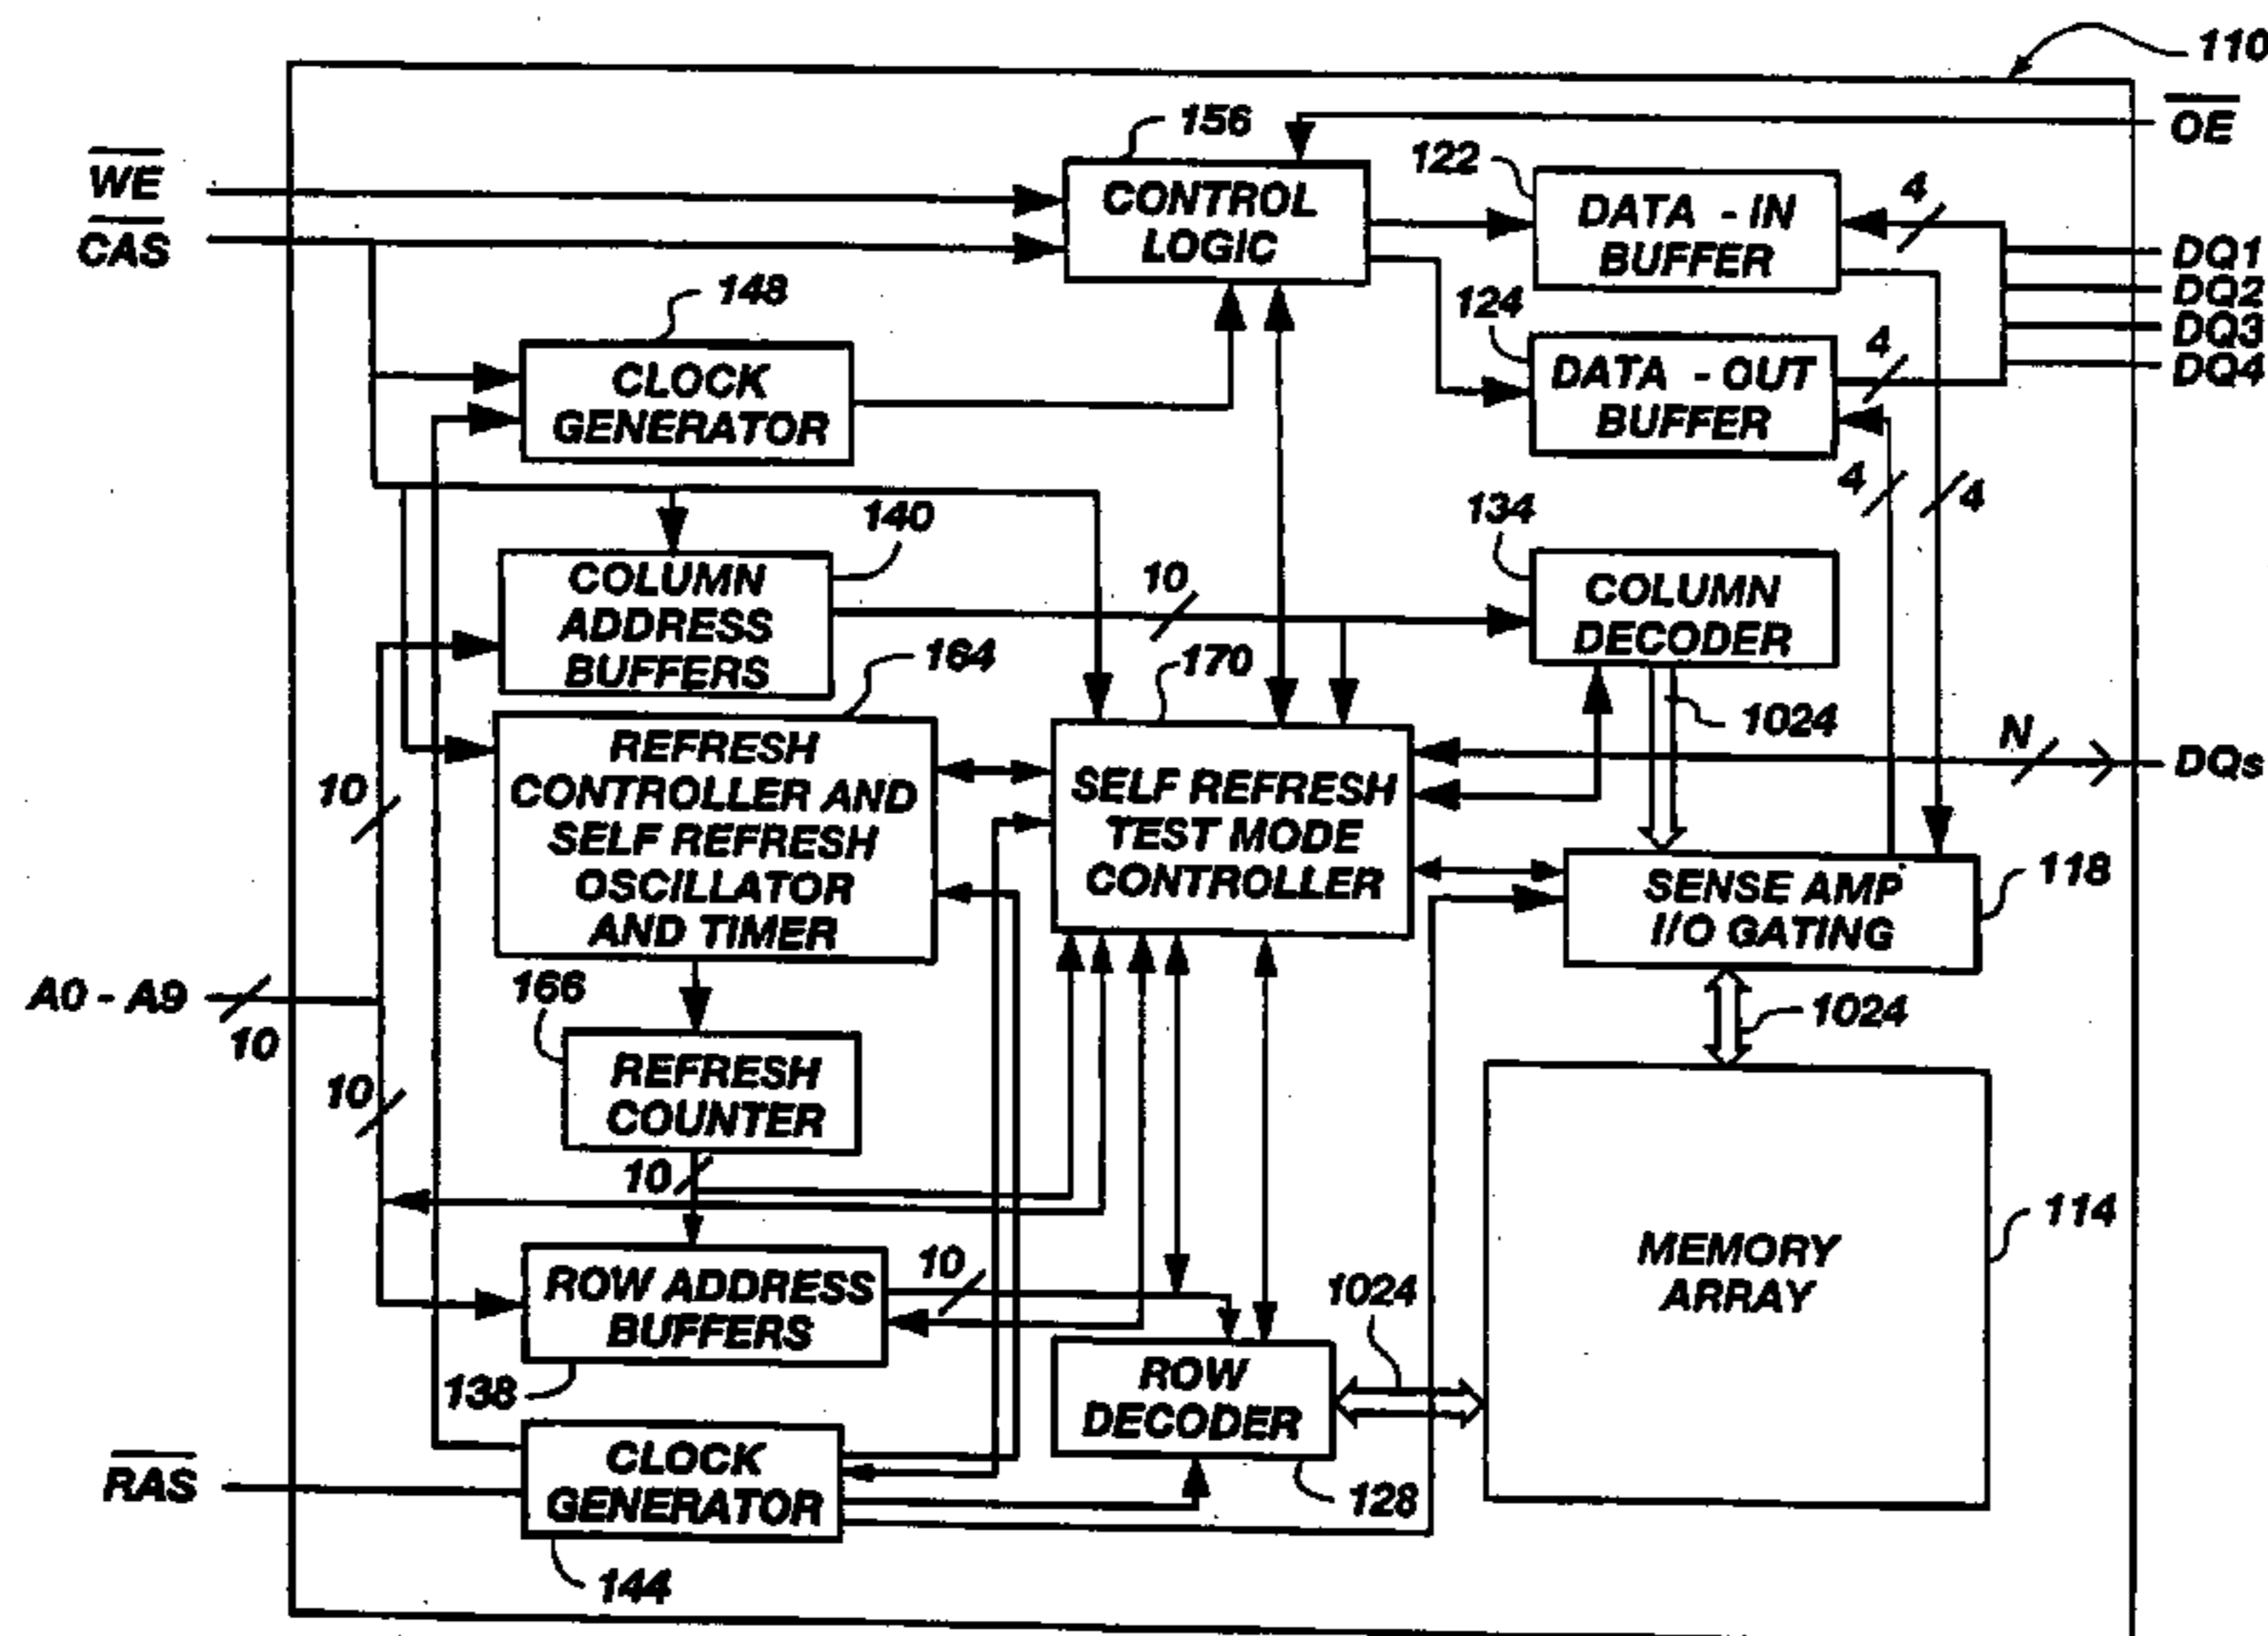 110
156
O̅E̅
122
4
W̅E̅
CONTROL
LOGIC
DATA - IN
BUFFER
C̅A̅S̅
DQ1
DQ2
DQ3
DQ4
148
124
4
CLOCK
GENERATOR
DATA - OUT
BUFFER
4
4
140
134
COLUMN
ADDRESS
BUFFERS
10
COLUMN
DECODER
164
170
1024
N
DQs
REFRESH
CONTROLLER AND
SELF REFRESH
OSCILLATOR
AND TIMER
10
SELF REFRESH
TEST MODE
CONTROLLER
SENSE AMP
I/O GATING
118
A0 - A9
10
166
1024
10
REFRESH
COUNTER
10
114
MEMORY
ARRAY
ROW ADDRESS
BUFFERS
10
1024
138
ROW
DECODER
R̅A̅S̅
CLOCK
GENERATOR
128
144